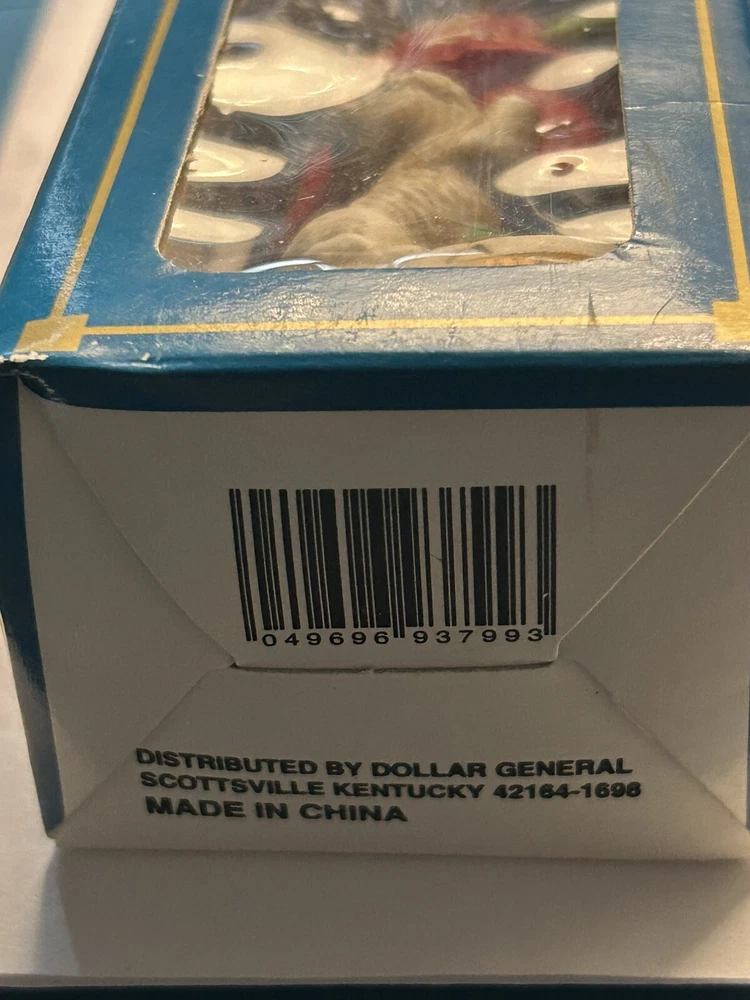 049696 937993
DISTRIBUTED BY DOLLAR GENERAL
SCOTTSVILLE KENTUCKY 42164-1698
MADE IN CHINA